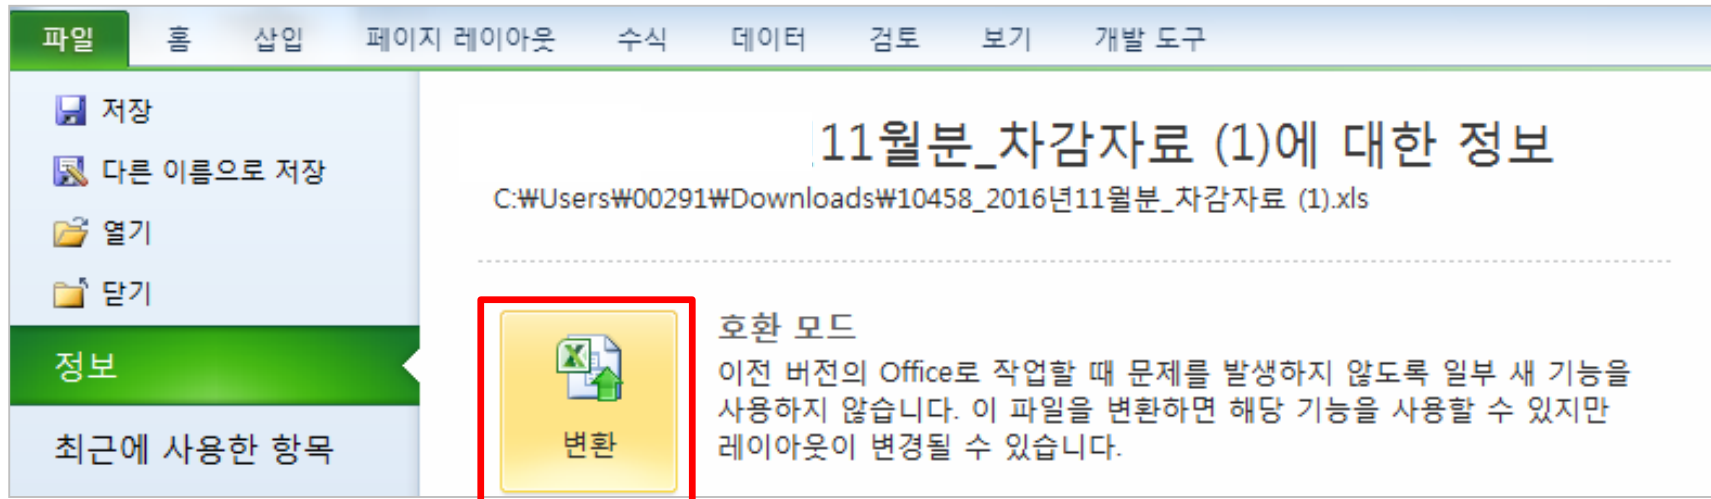 파일 홈 삽입 페이지 레이아웃 수식 데이터 검토 보기 개발 도구
저장
다른 이름으로 저장
열기
닫기
정보
최근에 사용한 항목
11월분_차감자료 (1)에 대한 정보
C:₩Users₩00291₩Downloads₩10458_2016년11월분_차감자료 (1).xls
변환
호환 모드
이전 버전의 Office로 작업할 때 문제를 발생하지 않도록 일부 새 기능을
사용하지 않습니다. 이 파일을 변환하면 해당 기능을 사용할 수 있지만
레이아웃이 변경될 수 있습니다.